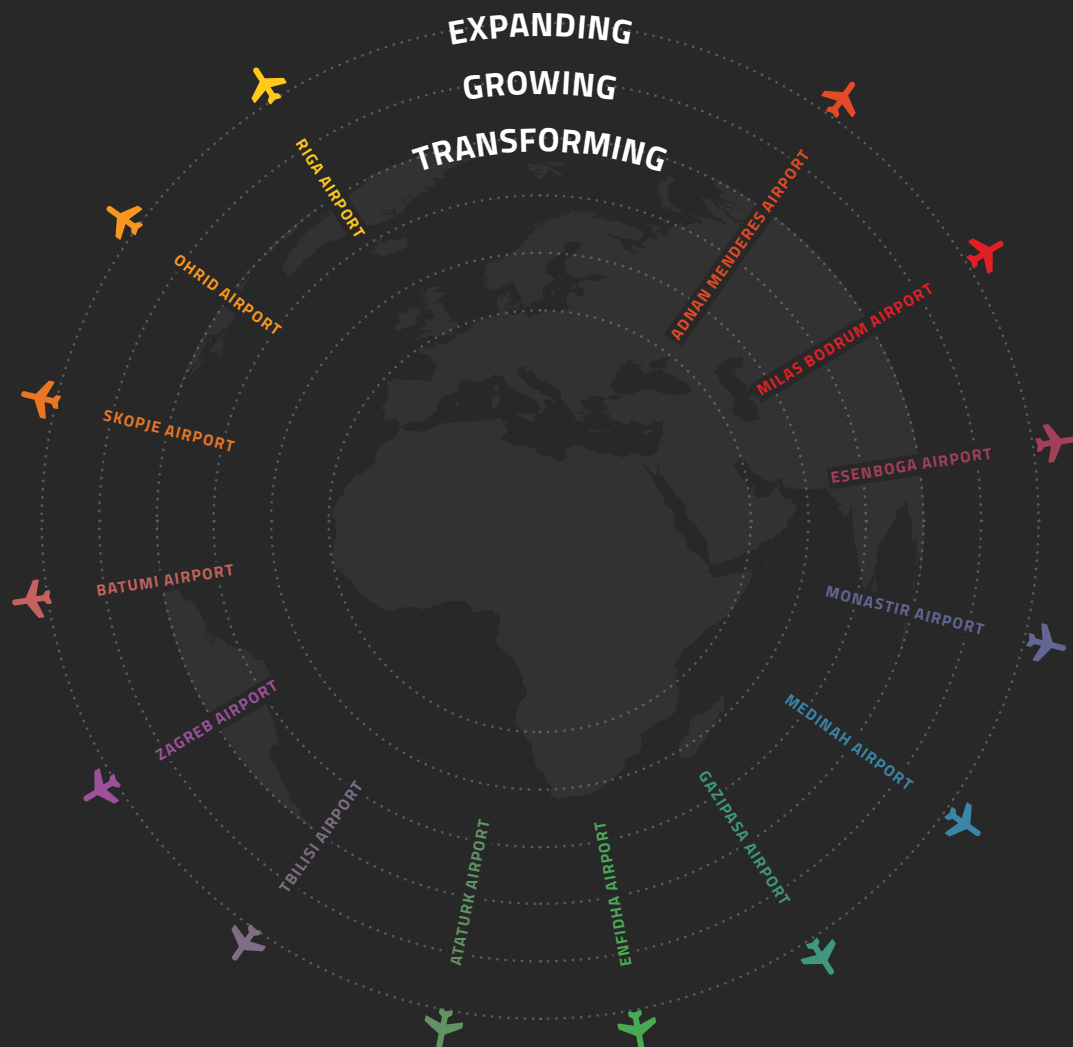 EXPANDING
GROWING
TRANSFORMING
ADNAN MENDERES AIRPORT
MILAS BODRUM AIRPORT
ESENBOGA AIRPORT
MONASTIR AIRPORT
MEDINAH AIRPORT
GAZIPASA AIRPORT
ENFIDHA AIRPORT
ATATURK AIRPORT
TBILISI AIRPORT
ZAGREB AIRPORT
BATUMI AIRPORT
SKOPJE AIRPORT
OHRID AIRPORT
RIGA AIRPORT